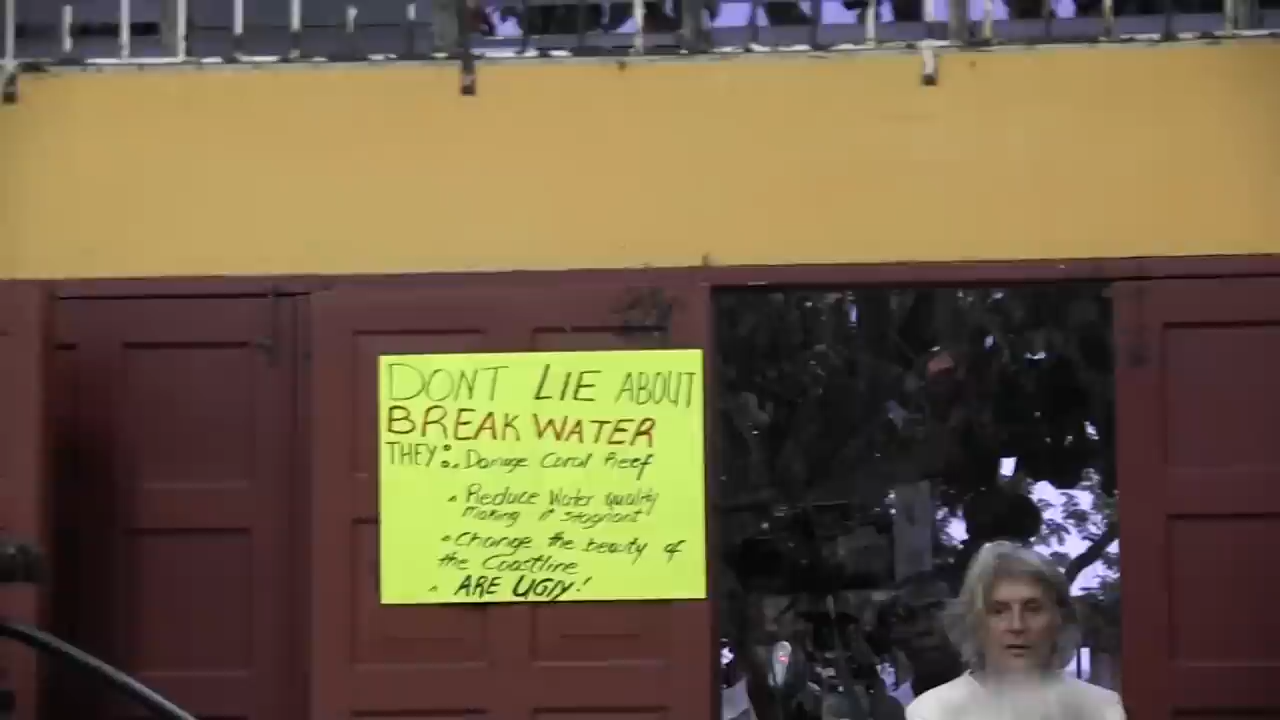 DONT LIE ABOUT
BREAK WATER
THEY: • Damage Coral Reef
• Reduce Water quality
making it stagnant
• Change the beauty of
the Coastline
• ARE UGLY!